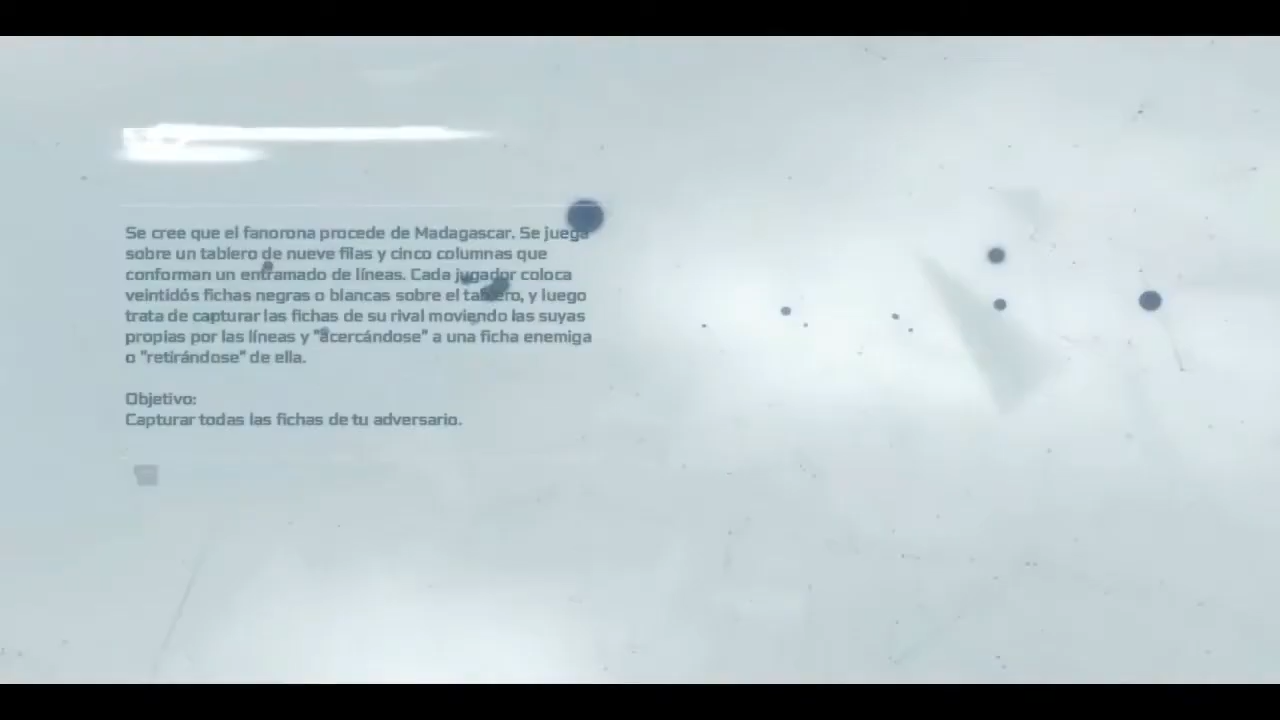 Se cree que el fanorona procede de Madagascar. Se juega
sobre un tablero de nueve filas y cinco columnas que
conforman un entramado de líneas. Cada jugador coloca
veintidós fichas negras o blancas sobre el tablero, y luego
trata de capturar las fichas de su rival moviendo las suyas
propias por las líneas y "acercándose" a una ficha enemiga
o "retirándose" de ella.
Objetivo:
Capturar todas las fichas de tu adversario.